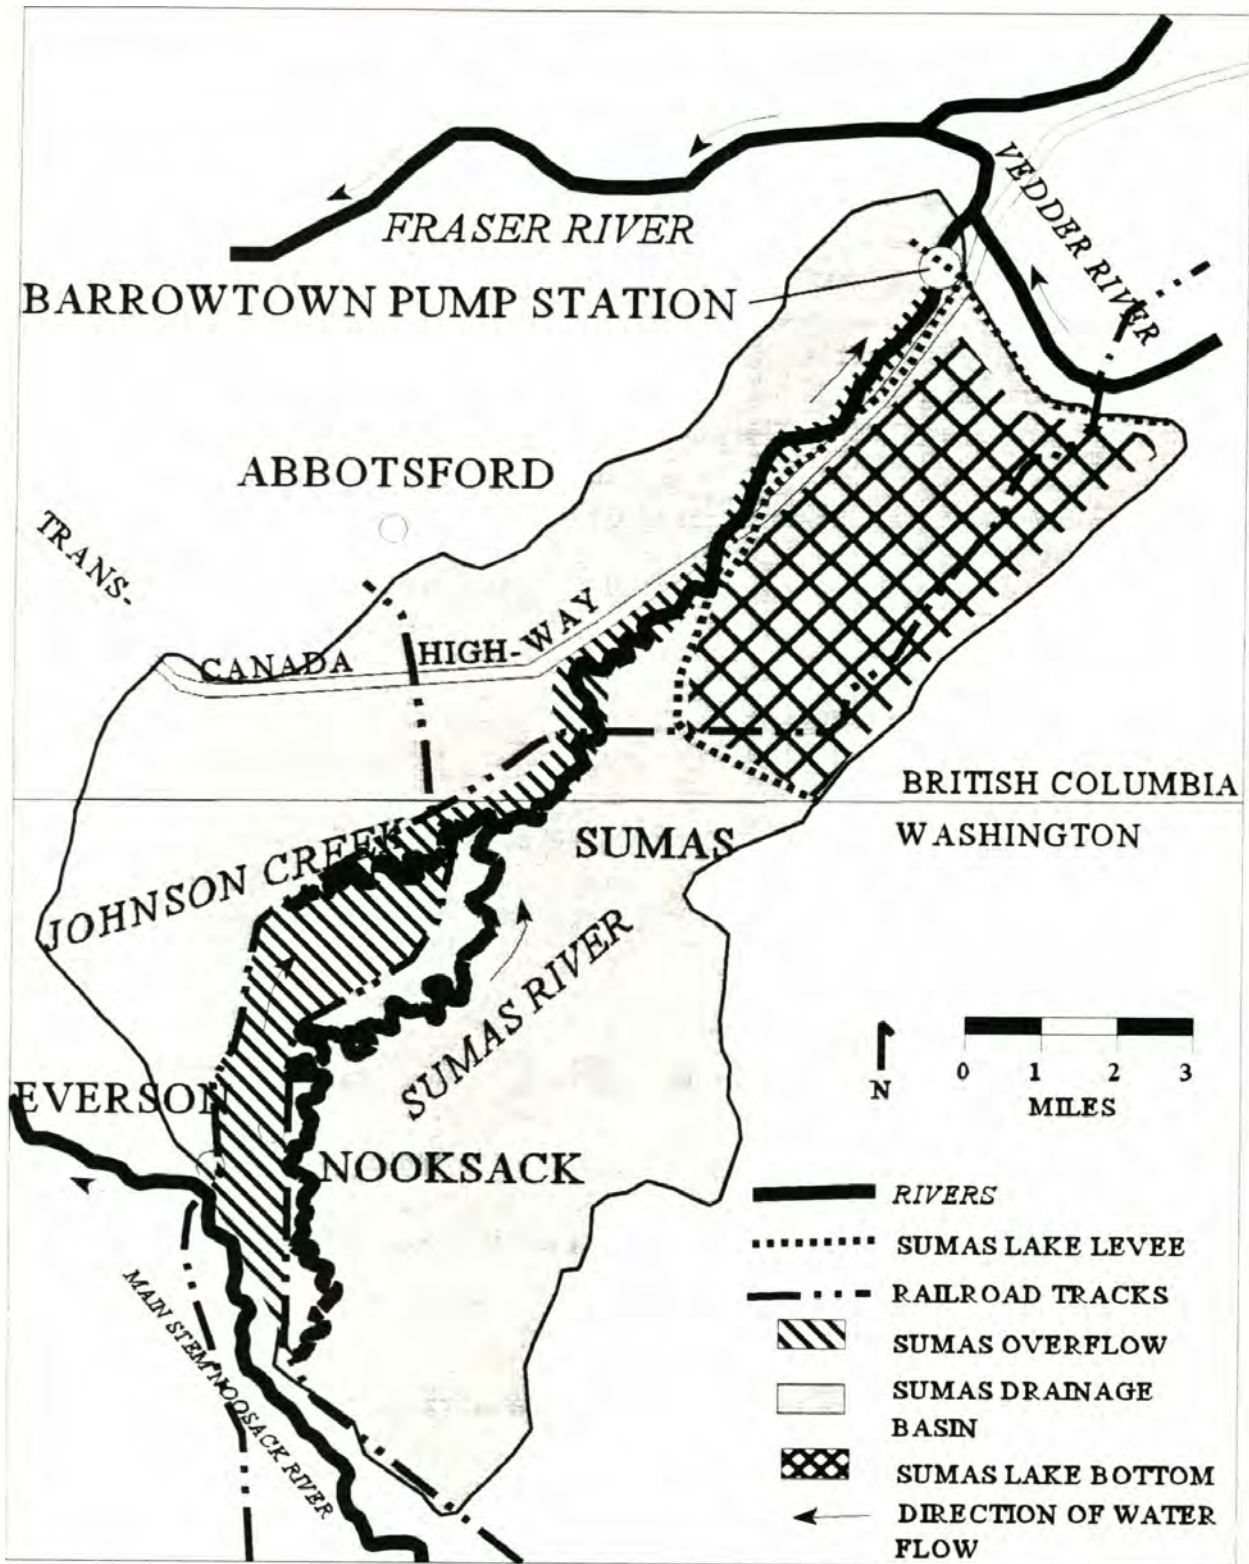 FRASER RIVER
VEDDER RIVER
BARROWTOWN PUMP STATION
ABBOTSFORD
TRANS-
CANADA
HIGH-WAY
BRITISH COLUMBIA
WASHINGTON
JOHNSON CREEK
SUMAS
SUMAS RIVER
EVERSON
NOOKSACK
MAIN STEM NOOSACK RIVER
N
0 1 2 3
MILES
RIVERS
SUMAS LAKE LEVEE
RAILROAD TRACKS
SUMAS OVERFLOW
SUMAS DRAINAGE
BASIN
SUMAS LAKE BOTTOM
DIRECTION OF WATER
FLOW